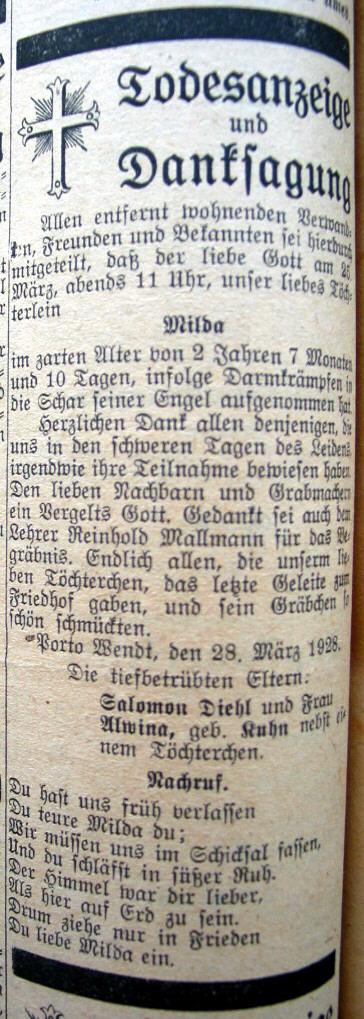 Todesanzeige
und
Danksagung
Allen entfernt wohnenden Verwand-
ten, Freunden und Bekannten sei hierdurch
mitgeteilt, daß der liebe Gott am
März, abends 11 Uhr, unser liebes Töch-
terlein
Milda
im zarten Alter von 2 Jahren 7 Monaten
und 10 Tagen, infolge Darmkrämpfen in
die Schar seiner Engel aufgenommen hat.
Herzlichen Dank allen denjenigen, die
uns in den schweren Tagen des Leidens,
irgendwie ihre Teilnahme bewiesen haben.
Den lieben Nachbarn und Grabmachern
ein Vergelts Gott. Gedankt sei auch dem
Lehrer Reinhold Mallmann für das Be-
gräbnis. Endlich allen, die unserm lie-
ben Töchterchen, das letzte Geleite zum
Friedhof gaben, und sein Gräbchen so
schön schmückten.
Porto Wendt, den 28. März 1928.
Die tiefbetrübten Eltern:
Salomon Diehl und Frau
Alwina, geb. Kuhn nebst ei-
nem Töchterchen.
Nachruf.
Du hast uns früh verlassen
Du teure Milda du;
Wir müssen uns im Schicksal fassen,
Und du schläfst in süßer Ruh.
Der Himmel war dir lieber,
Als hier auf Erd zu sein.
Drum ziehe nur in Frieden
Du liebe Milda ein.